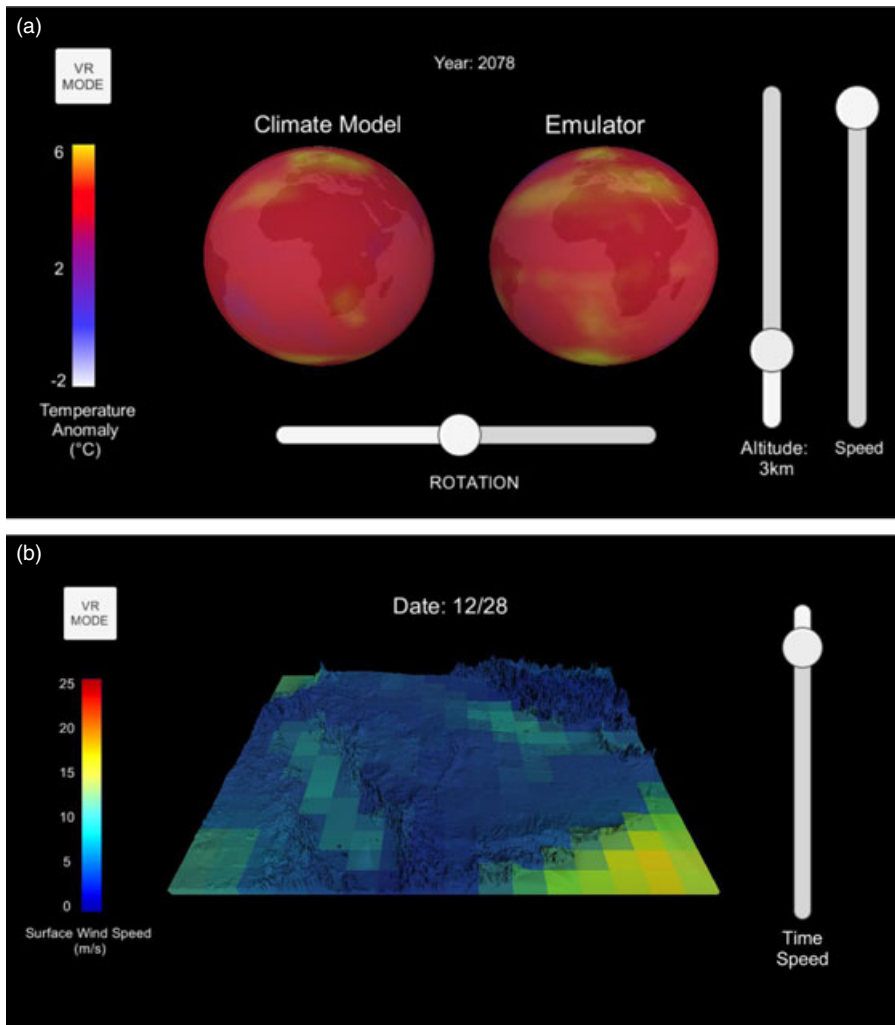 (a)
VR
MODE
Year: 2078
Climate Model
Emulator
6
2
-2
Temperature
Anomaly
(°C)
ROTATION
Altitude:
3km
Speed
(b)
VR
MODE
Date: 12/28
25
20
15
10
5
0
Surface Wind Speed
(m/s)
Time
Speed